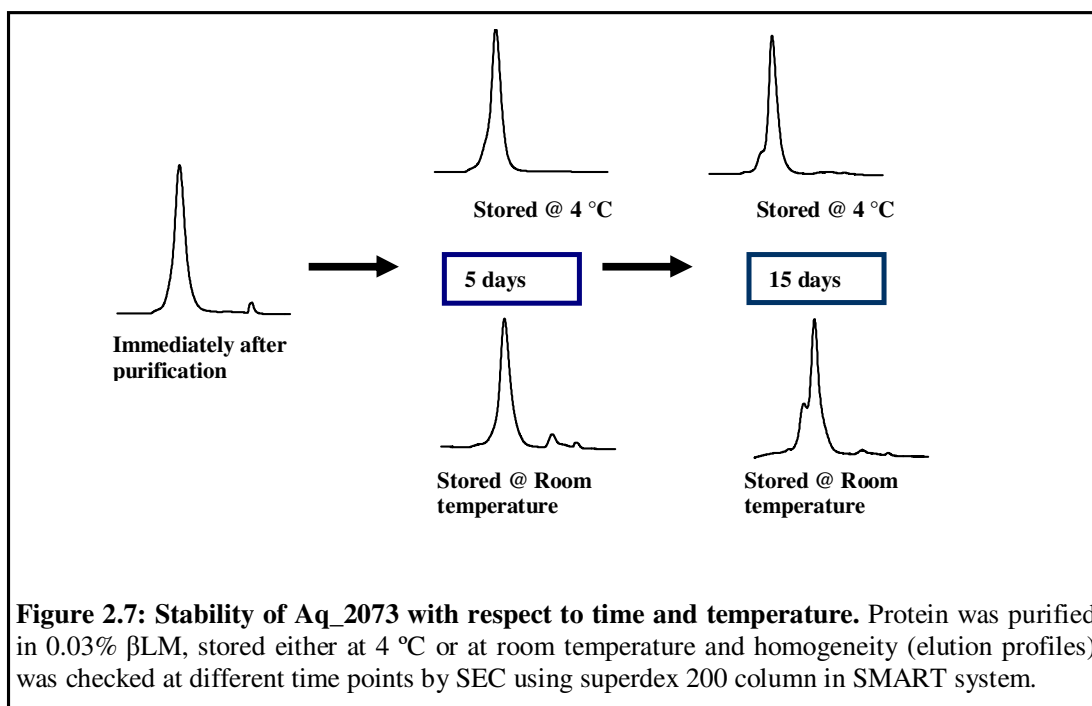 Stored @ 4 °C
Stored @ 4 °C
5 days
15 days
Immediately after
purification
Stored @ Room
temperature
Stored @ Room
temperature
Figure 2.7: Stability of Aq_2073 with respect to time and temperature. Protein was purified
in 0.03% βLM, stored either at 4 ºC or at room temperature and homogeneity (elution profiles)
was checked at different time points by SEC using superdex 200 column in SMART system.